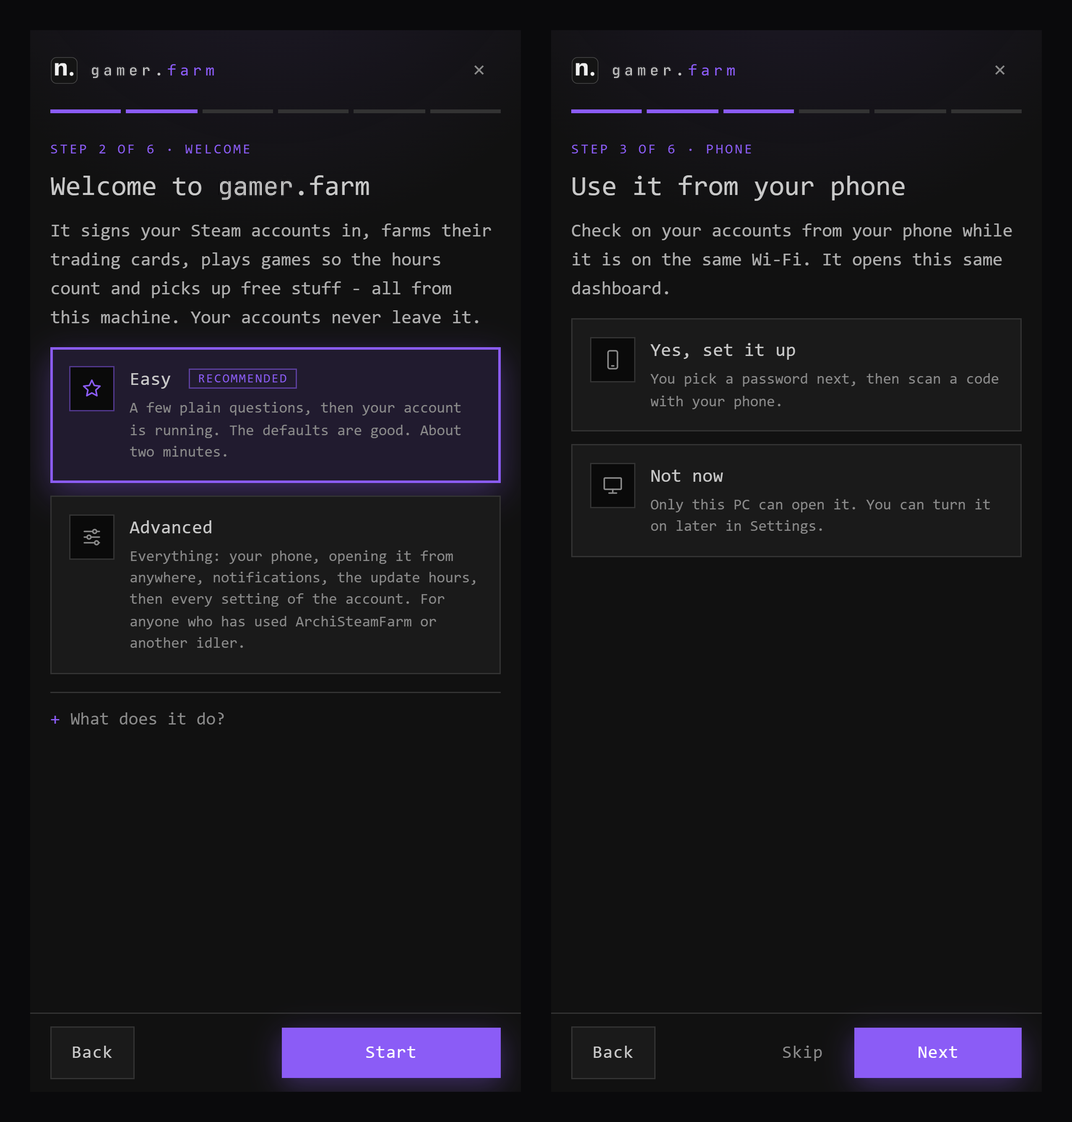 n. gamer.farm ×
STEP 2 OF 6 · WELCOME
Welcome to gamer.farm
It signs your Steam accounts in, farms their
trading cards, plays games so the hours
count and picks up free stuff - all from
this machine. Your accounts never leave it.
Easy RECOMMENDED
A few plain questions, then your account
is running. The defaults are good. About
two minutes.
Advanced
Everything: your phone, opening it from
anywhere, notifications, the update hours,
then every setting of the account. For
anyone who has used ArchiSteamFarm or
another idler.
+ What does it do?
Back Start
n. gamer.farm ×
STEP 3 OF 6 · PHONE
Use it from your phone
Check on your accounts from your phone while
it is on the same Wi-Fi. It opens this same
dashboard.
Yes, set it up
You pick a password next, then scan a code
with your phone.
Not now
Only this PC can open it. You can turn it
on later in Settings.
Back Skip Next